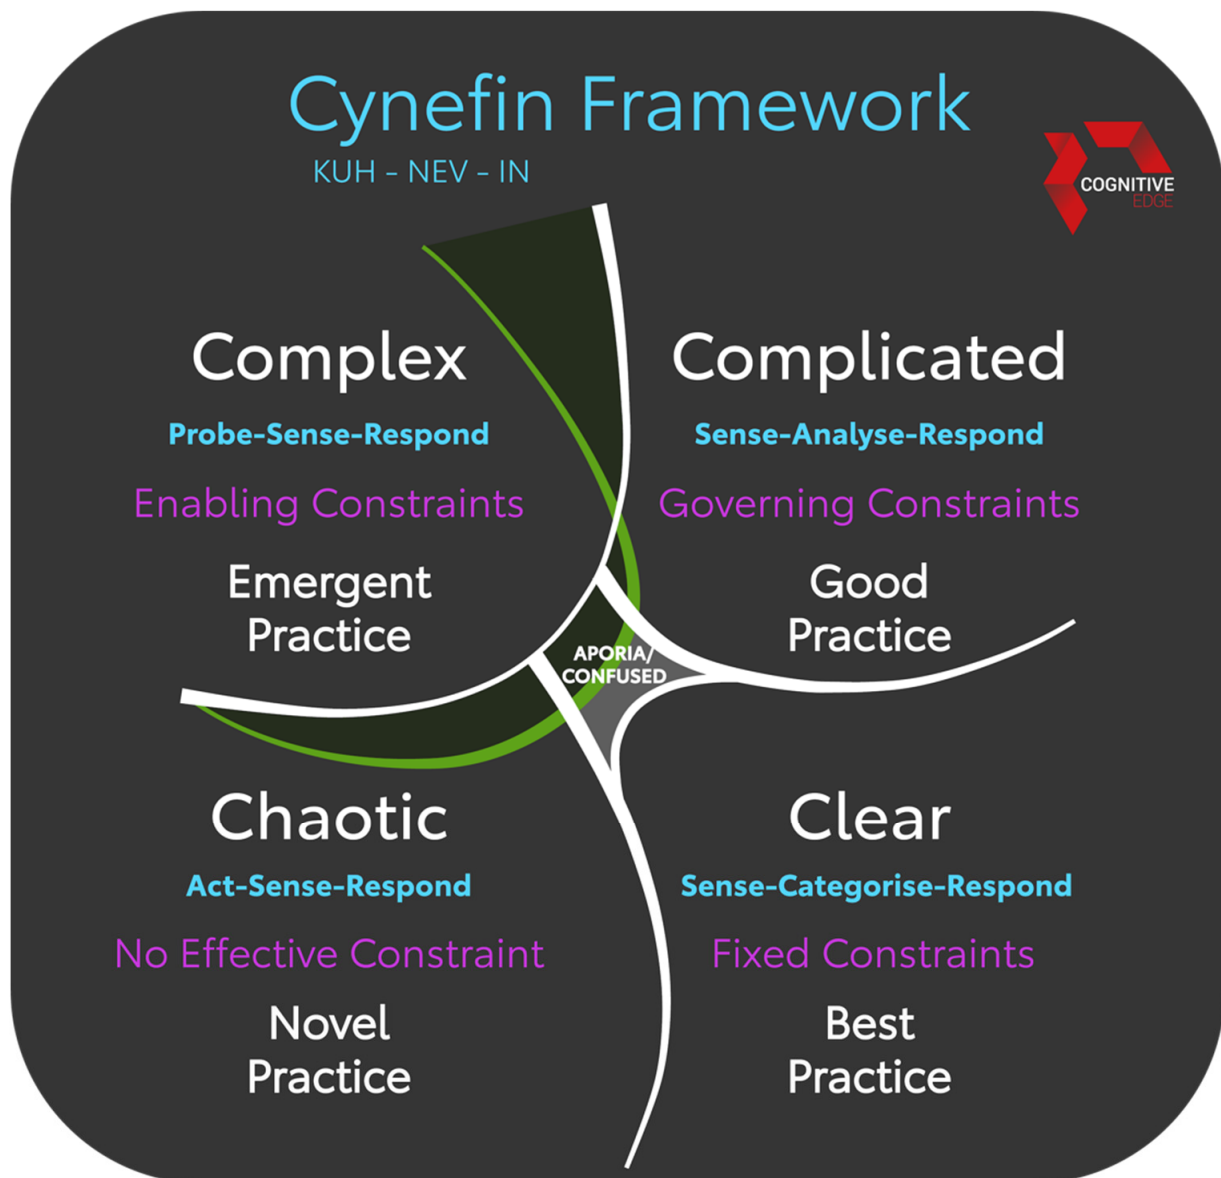 Cynefin Framework
KUH - NEV - IN
COGNITIVE
EDGE
Complex
Probe-Sense-Respond
Enabling Constraints
Emergent
Practice
Complicated
Sense-Analyse-Respond
Governing Constraints
Good
Practice
APORIA/
CONFUSED
Chaotic
Act-Sense-Respond
No Effective Constraint
Novel
Practice
Clear
Sense-Categorise-Respond
Fixed Constraints
Best
Practice